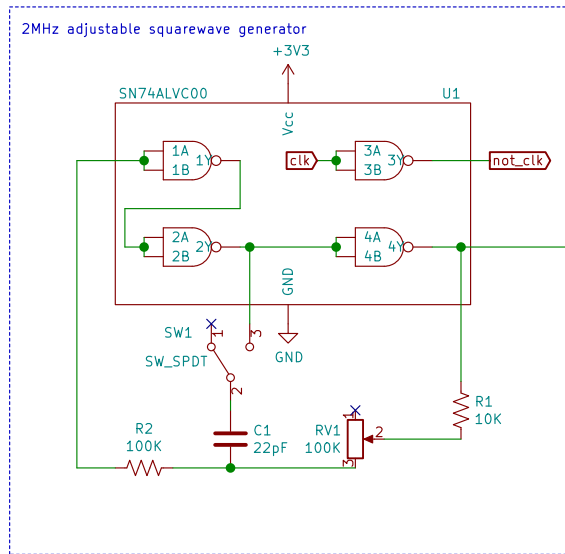 2MHz adjustable squarewave generator
+3V3
SN74ALVC00
U1
Vcc
1A
1B
1Y
clk
3A
3B
3Y
not_clk
2A
2B
2Y
4A
4B
4Y
GND
GND
SW1
SW_SPDT
1
3
2
C1
22pF
R2
100K
RV1
100K
1
2
3
R1
10K